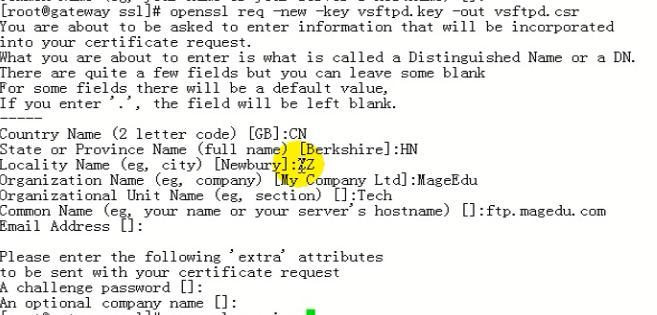 [root@gateway ssl]# openssl req -new -key vsftpd.key -out vsftpd.csr
You are about to be asked to enter information that will be incorporated
into your certificate request.
What you are about to enter is what is called a Distinguished Name or a DN.
There are quite a few fields but you can leave some blank
For some fields there will be a default value,
If you enter '.', the field will be left blank.
-----
Country Name (2 letter code) [GB]:CN
State or Province Name (full name) [Berkshire]:HN
Locality Name (eg, city) [Newbury]:ZZ
Organization Name (eg, company) [My Company Ltd]:MageEdu
Organizational Unit Name (eg, section) []:Tech
Common Name (eg, your name or your server's hostname) []:ftp.magedu.com
Email Address []:
Please enter the following 'extra' attributes
to be sent with your certificate request
A challenge password []:
An optional company name []: